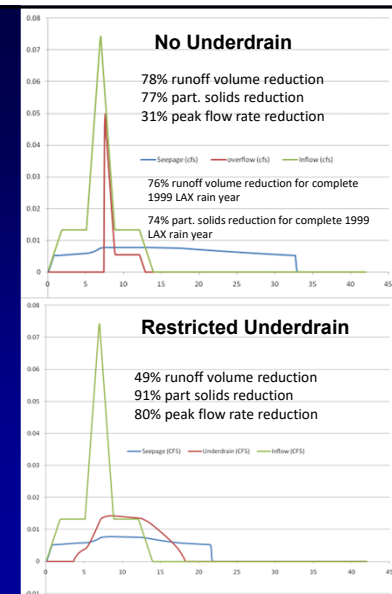 0.08
No Underdrain
0.07
78% runoff volume reduction
77% part. solids reduction
31% peak flow rate reduction
0.06
0.05
0.04
Seepage (cfs) overflow (cfs) Inflow (cfs)
0.03
76% runoff volume reduction for complete
1999 LAX rain year
0.02
74% part. solids reduction for complete 1999
LAX rain year
0.01
0
0 5 10 15 20 25 30 35 40 45
0.08
Restricted Underdrain
0.07
0.06
49% runoff volume reduction
91% part solids reduction
80% peak flow rate reduction
0.05
0.04
Seepage (CFS) Underdrain (CFS) Inflow (CFS)
0.03
0.02
0.01
0
0 5 10 15 20 25 30 35 40 45
-0.01